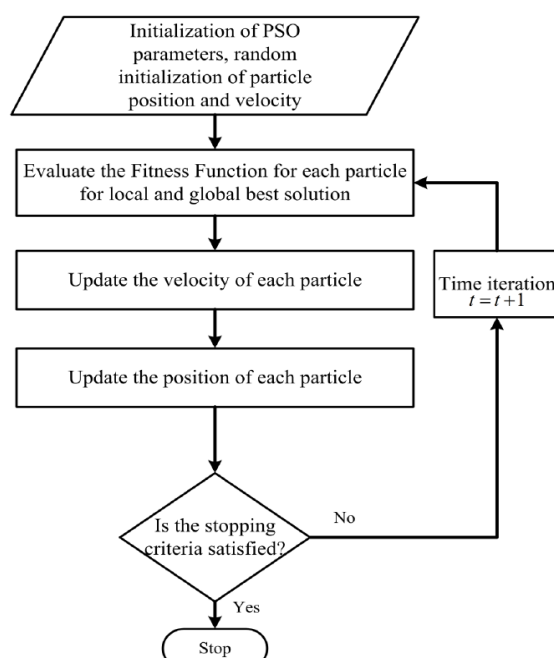 Initialization of PSO
parameters, random
initialization of particle
position and velocity
Evaluate the Fitness Function for each particle
for local and global best solution
Update the velocity of each particle
Time iteration
t = t +1
Update the position of each particle
Is the stopping
criteria satisfied?
No
Yes
Stop